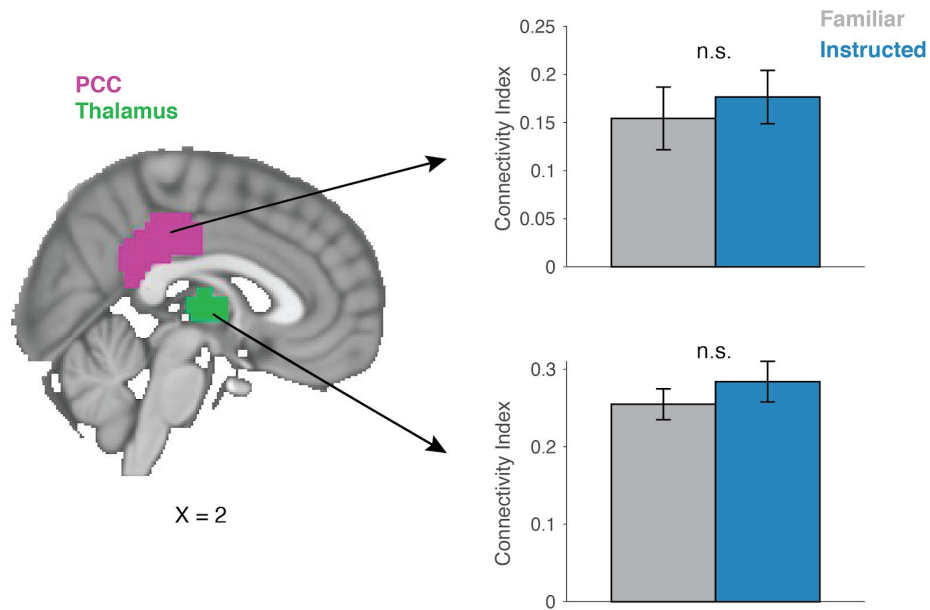 PCC
Thalamus
X = 2
Familiar
Instructed
n.s.
Connectivity Index
0.25
0.2
0.15
0.1
0.05
0
n.s.
Connectivity Index
0.3
0.2
0.1
0